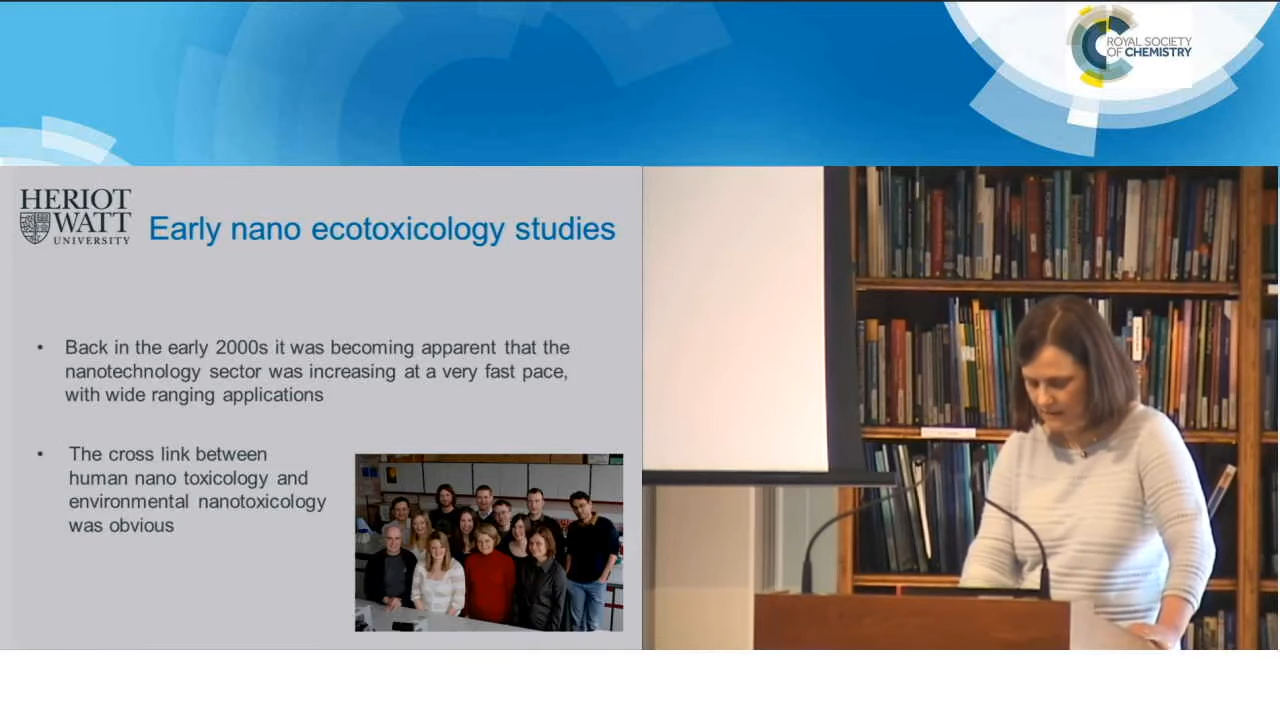 ROYAL SOCIETY
OF CHEMISTRY
HERIOT
WATT
UNIVERSITY
Early nano ecotoxicology studies
• Back in the early 2000s it was becoming apparent that the
nanotechnology sector was increasing at a very fast pace,
with wide ranging applications
• The cross link between
human nano toxicology and
environmental nanotoxicology
was obvious